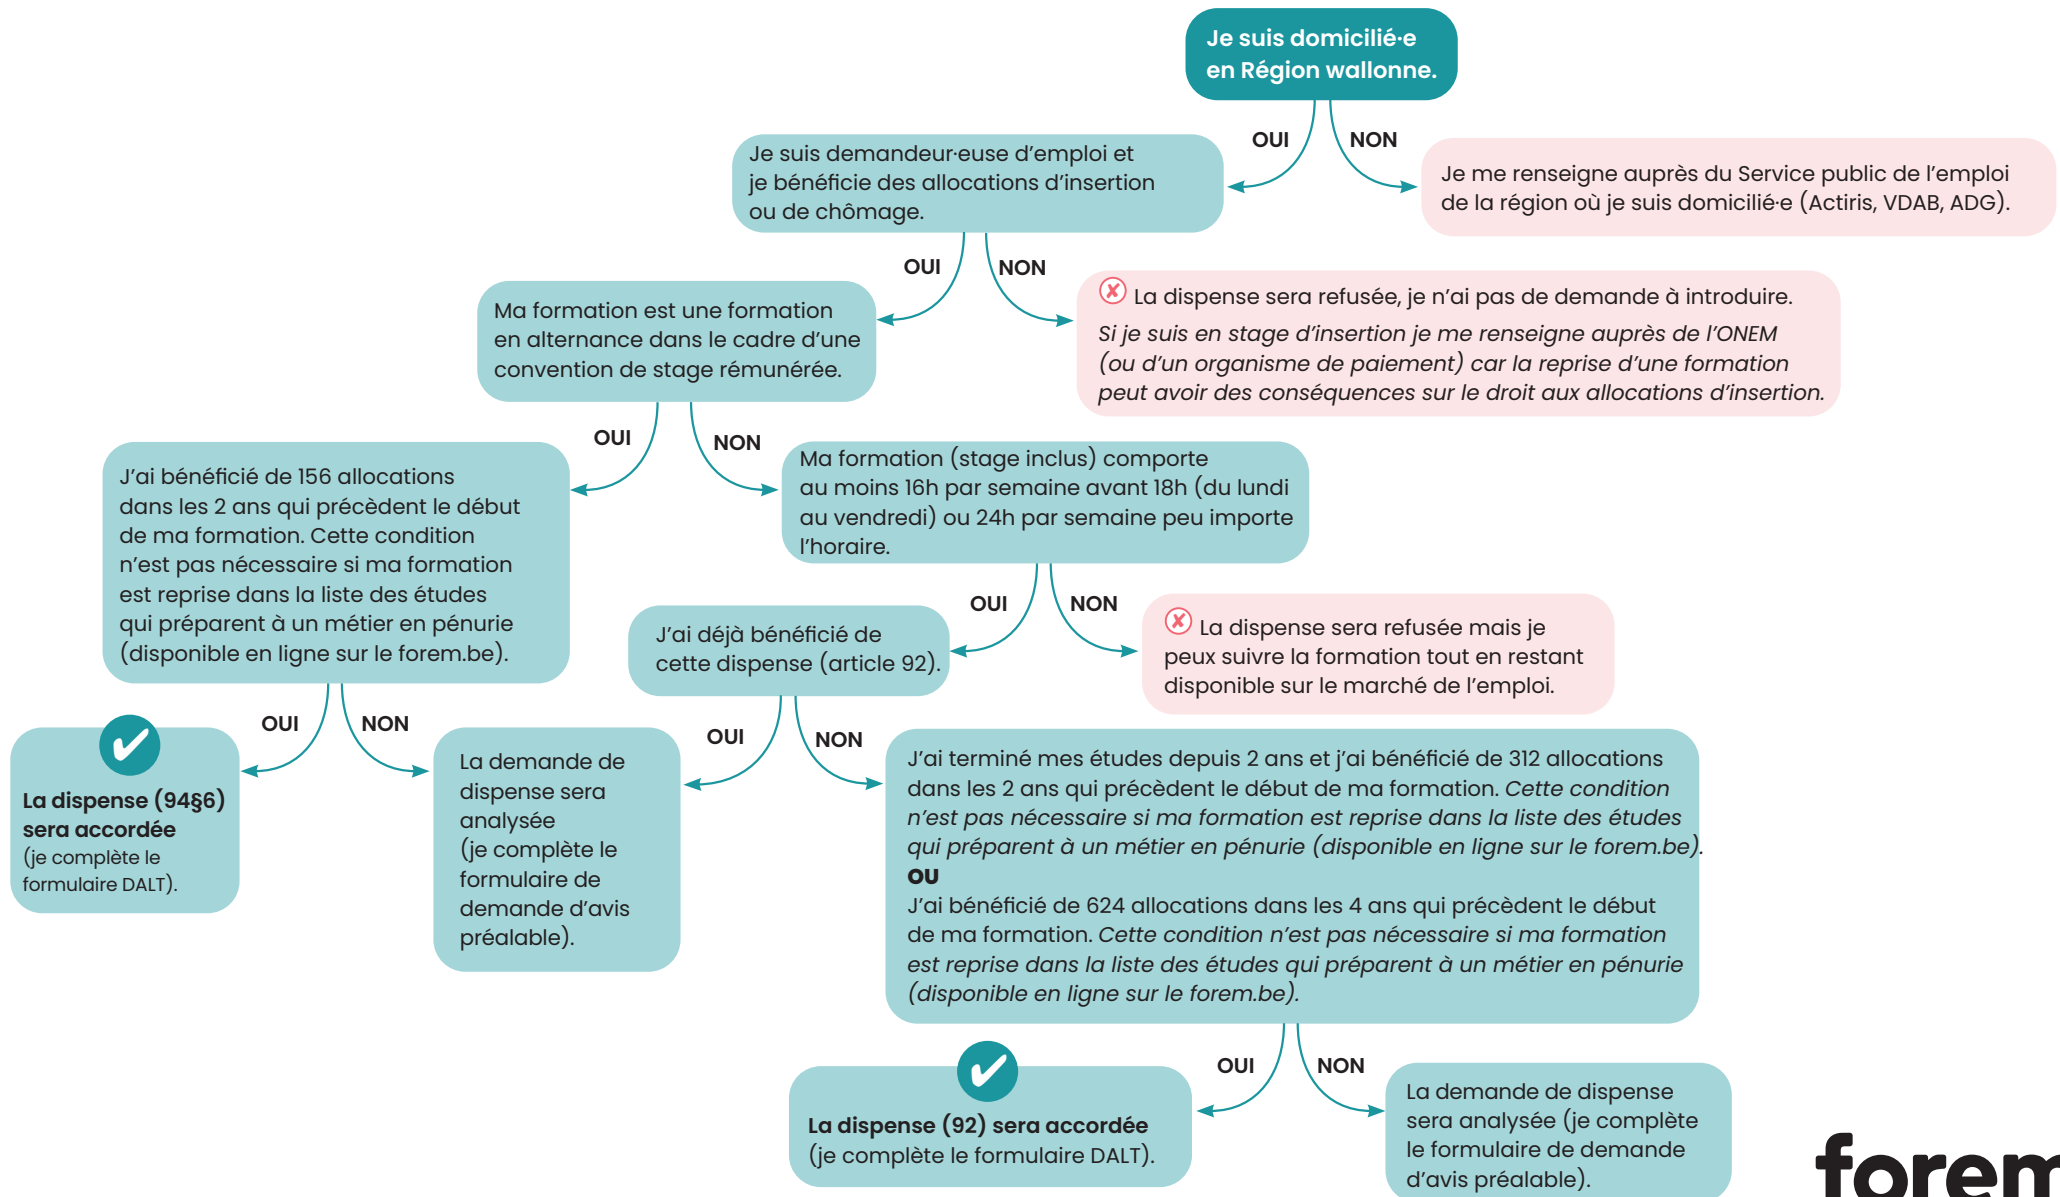 Je suis domicilié·e
en Région wallonne.
OUI
NON
Je suis demandeur·euse d'emploi et
je bénéficie des allocations d'insertion
ou de chômage.
Je me renseigne auprès du Service public de l'emploi
de la région où je suis domicilié·e (Actiris, VDAB, ADG).
OUI
NON
Ma formation est une formation
en alternance dans le cadre d'une
convention de stage rémunérée.
La dispense sera refusée, je n'ai pas de demande à introduire.
Si je suis en stage d'insertion je me renseigne auprès de l'ONEM
(ou d'un organisme de paiement) car la reprise d'une formation
peut avoir des conséquences sur le droit aux allocations d'insertion.
OUI
NON
J'ai bénéficié de 156 allocations
dans les 2 ans qui précèdent le début
de ma formation. Cette condition
n'est pas nécessaire si ma formation
est reprise dans la liste des études
qui préparent à un métier en pénurie
(disponible en ligne sur le forem.be).
Ma formation (stage inclus) comporte
au moins 16h par semaine avant 18h (du lundi
au vendredi) ou 24h par semaine peu importe
l'horaire.
OUI
NON
J'ai déjà bénéficié de
cette dispense (article 92).
La dispense sera refusée mais je
peux suivre la formation tout en restant
disponible sur le marché de l'emploi.
OUI
NON
La dispense (94§6)
sera accordée
(je complète le
formulaire DALT).
La demande de
dispense sera
analysée
(je complète le
formulaire de
demande d'avis
préalable).
OUI
NON
J'ai terminé mes études depuis 2 ans et j'ai bénéficié de 312 allocations
dans les 2 ans qui précèdent le début de ma formation. Cette condition
n'est pas nécessaire si ma formation est reprise dans la liste des études
qui préparent à un métier en pénurie (disponible en ligne sur le forem.be).
OU
J'ai bénéficié de 624 allocations dans les 4 ans qui précèdent le début
de ma formation. Cette condition n'est pas nécessaire si ma formation
est reprise dans la liste des études qui préparent à un métier en pénurie
(disponible en ligne sur le forem.be).
OUI
NON
La dispense (92) sera accordée
(je complète le formulaire DALT).
La demande de dispense
sera analysée (je complète
le formulaire de demande
d'avis préalable).
forem